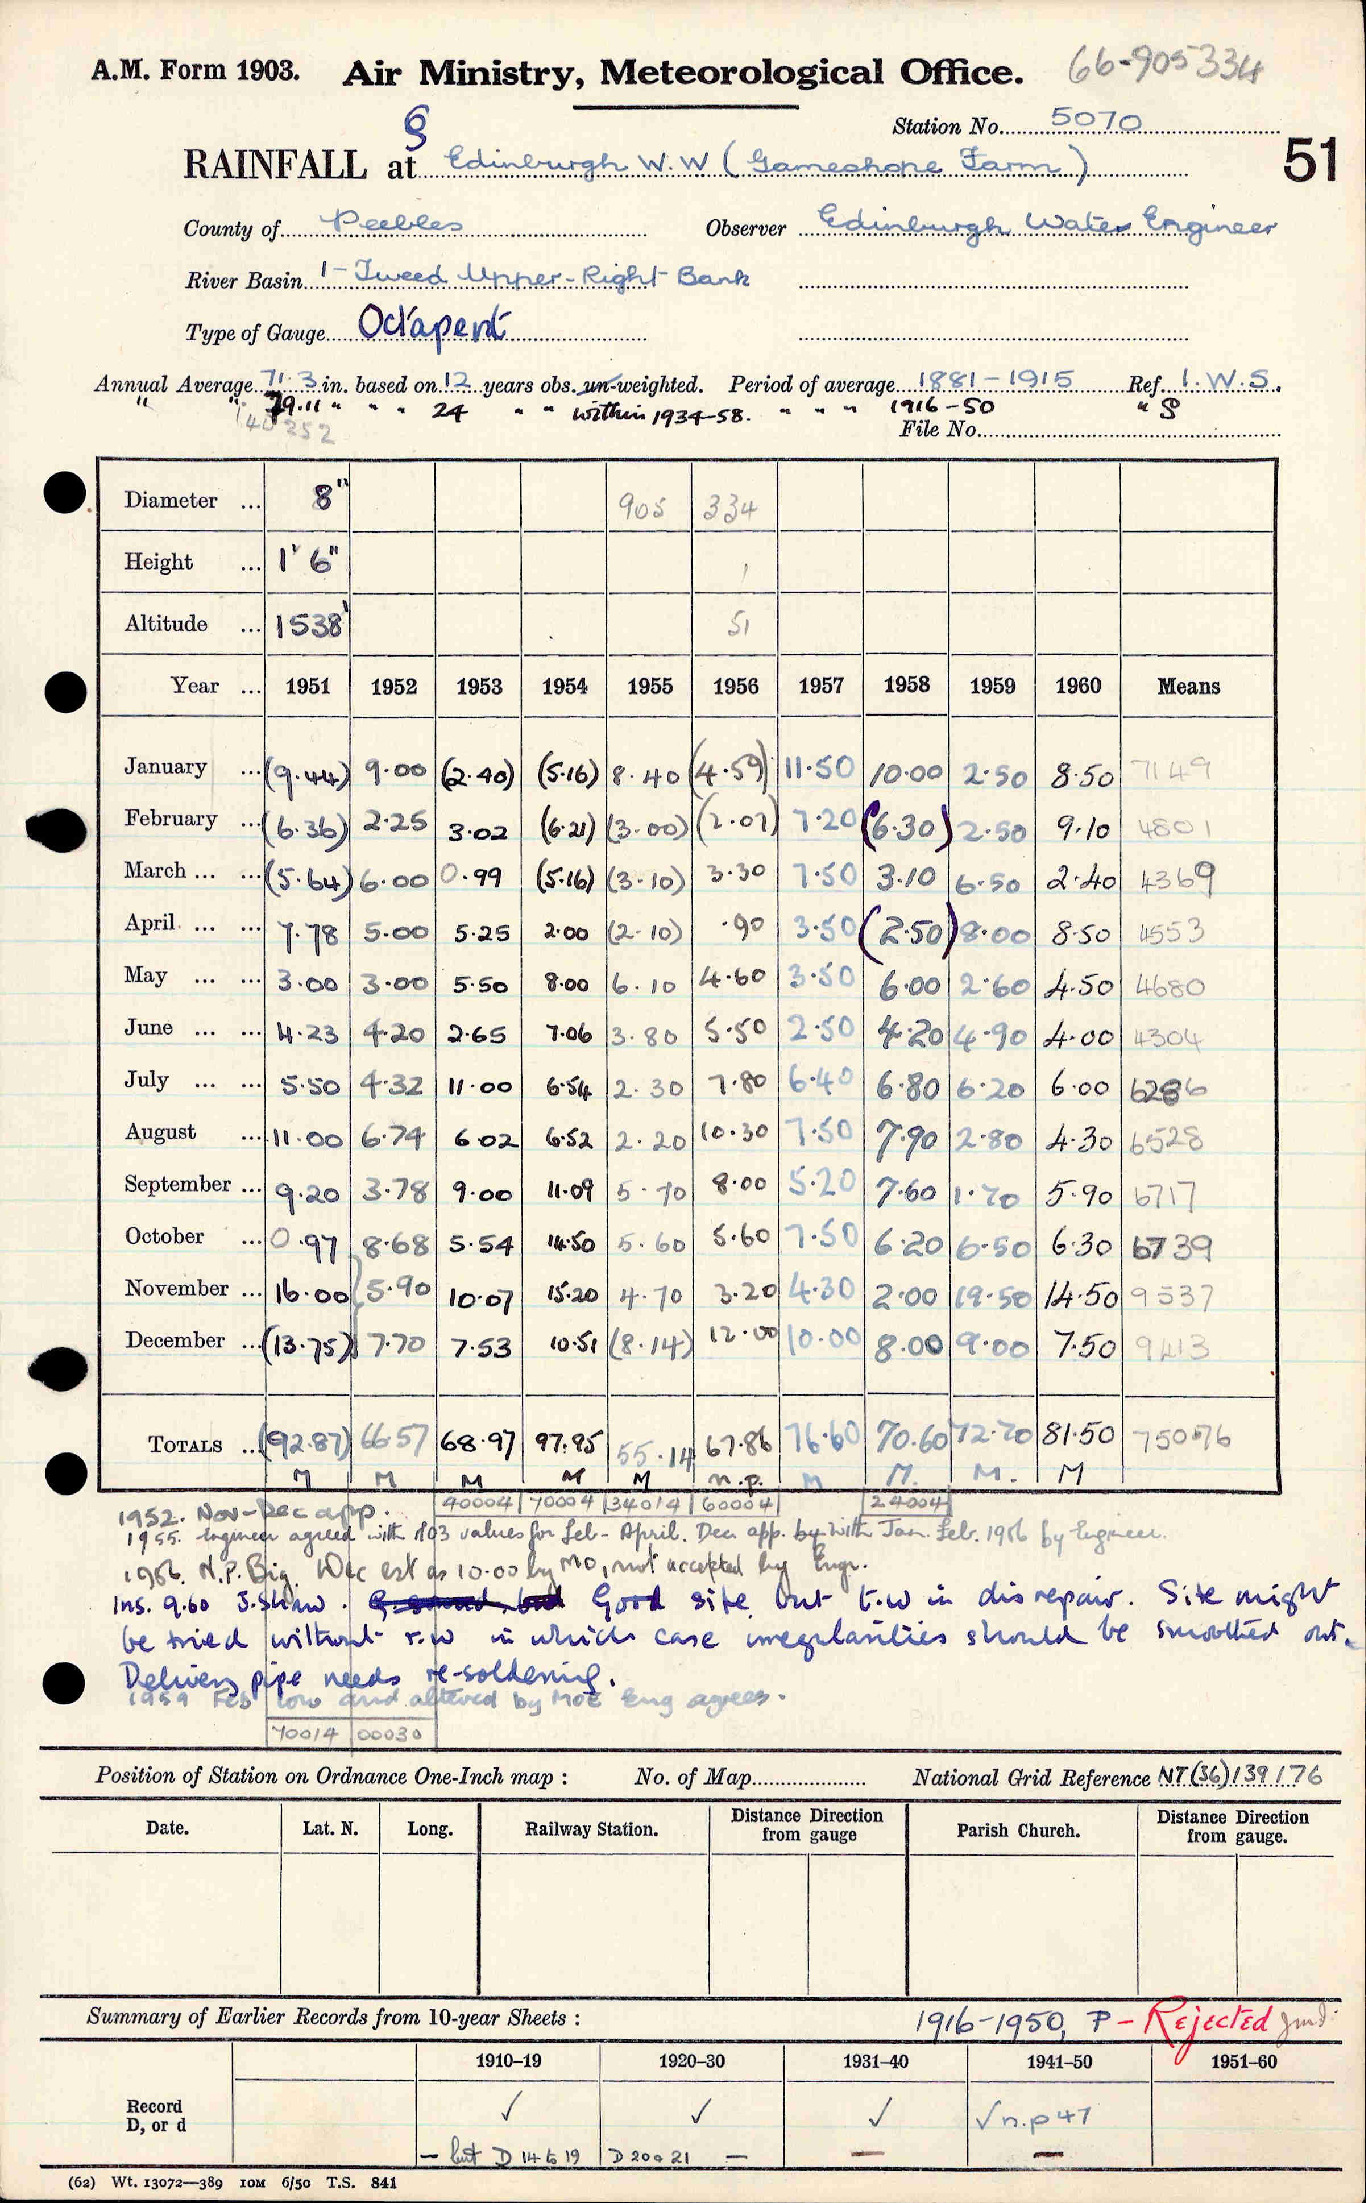 A.M. Form 1903. Air Ministry, Meteorological Office. 66-905334
Station No. 5070
§
RAINFALL at Edinburgh W.W (Gameshope Farm) 51
County of Peebles Observer Edinburgh Water Engineer
River Basin 1 - Tweed Upper - Right Bank
Type of Gauge Octapent
Annual Average 71.3 in. based on 12 years obs. un-weighted. Period of average 1881-1915 Ref. I.W.S.
" " 79.11 " " " 24 " " within 1934-58. " " " 1916-50 " S
140352 File No.
Diameter ... 8" 905 334
Height ... 1' 6" 1
Altitude ... 1538' 51
Year ... 1951 1952 1953 1954 1955 1956 1957 1958 1959 1960 Means
January ... (9.44) 9.00 (2.40) (5.16) 8.40 (4.59) 11.50 10.00 2.50 8.50 7149
February ... (6.36) 2.25 3.02 (6.21) (3.00) (2.07) 7.20 (6.30) 2.50 9.10 4801
March ... ... (5.64) 6.00 0.99 (5.16) (3.10) 3.30 7.50 3.10 6.50 2.40 4369
April ... ... 7.78 5.00 5.25 2.00 (2.10) .90 3.50 (2.50) 8.00 8.50 4553
May ... ... 3.00 3.00 5.50 8.00 6.10 4.60 3.50 6.00 2.60 4.50 4680
June ... ... 4.23 4.20 2.65 7.06 3.80 5.50 2.50 4.20 4.90 4.00 4304
July ... ... 5.50 4.32 11.00 6.54 2.30 7.80 6.40 6.80 6.20 6.00 6286
August ... 11.00 6.74 6.02 6.52 2.20 10.30 7.50 7.90 2.80 4.30 6528
September ... 9.20 3.78 9.00 11.09 5.70 8.00 5.20 7.60 1.70 5.90 6717
October ... 0.97 8.68 5.54 14.50 5.60 5.60 7.50 6.20 6.50 6.30 6739
November ... 16.00 5.90 10.07 15.20 4.70 3.20 4.30 2.00 19.50 14.50 9537
December ... (13.75) 7.70 7.53 10.51 (8.14) 12.00 10.00 8.00 9.00 7.50 9413
TOTALS ... (92.87) 66.57 68.97 97.95 55.14 67.86 76.60 70.60 72.70 81.50 75076
M M M M M n.p. M M. M. M
40004 70004 34014 60004 24004
1952. Nov-Dec app.
1955. Engineer agreed with 1903 values for Feb - April. Dec app. by with Jan. Feb. 1956 by Engineer.
1956. N.P. Big. Dec est as 10.00 by MO, not accepted by Engr.
Ins. 9.60 J. Shaw. Good site but t.w in disrepair. Site might
be tried without t.w in which case irregularities should be smoothed out.
Delivery pipe needs re-soldering.
1959 Feb low and altered by MOE Eng agrees.
70014 00030
Position of Station on Ordnance One-Inch map : No. of Map National Grid Reference NT(36)139176
Date. Lat. N. Long. Railway Station. Distance Direction from gauge Parish Church. Distance Direction from gauge.
Summary of Earlier Records from 10-year Sheets : 1916-1950, P - Rejected
1910–19 1920–30 1931–40 1941–50 1951–60
Record ✓ ✓ ✓ ✓ n.p 47
D, or d
- but D 14 to 19 D 20 & 21 - - -
(62) Wt. 13072—389 10M 6/50 T.S. 841